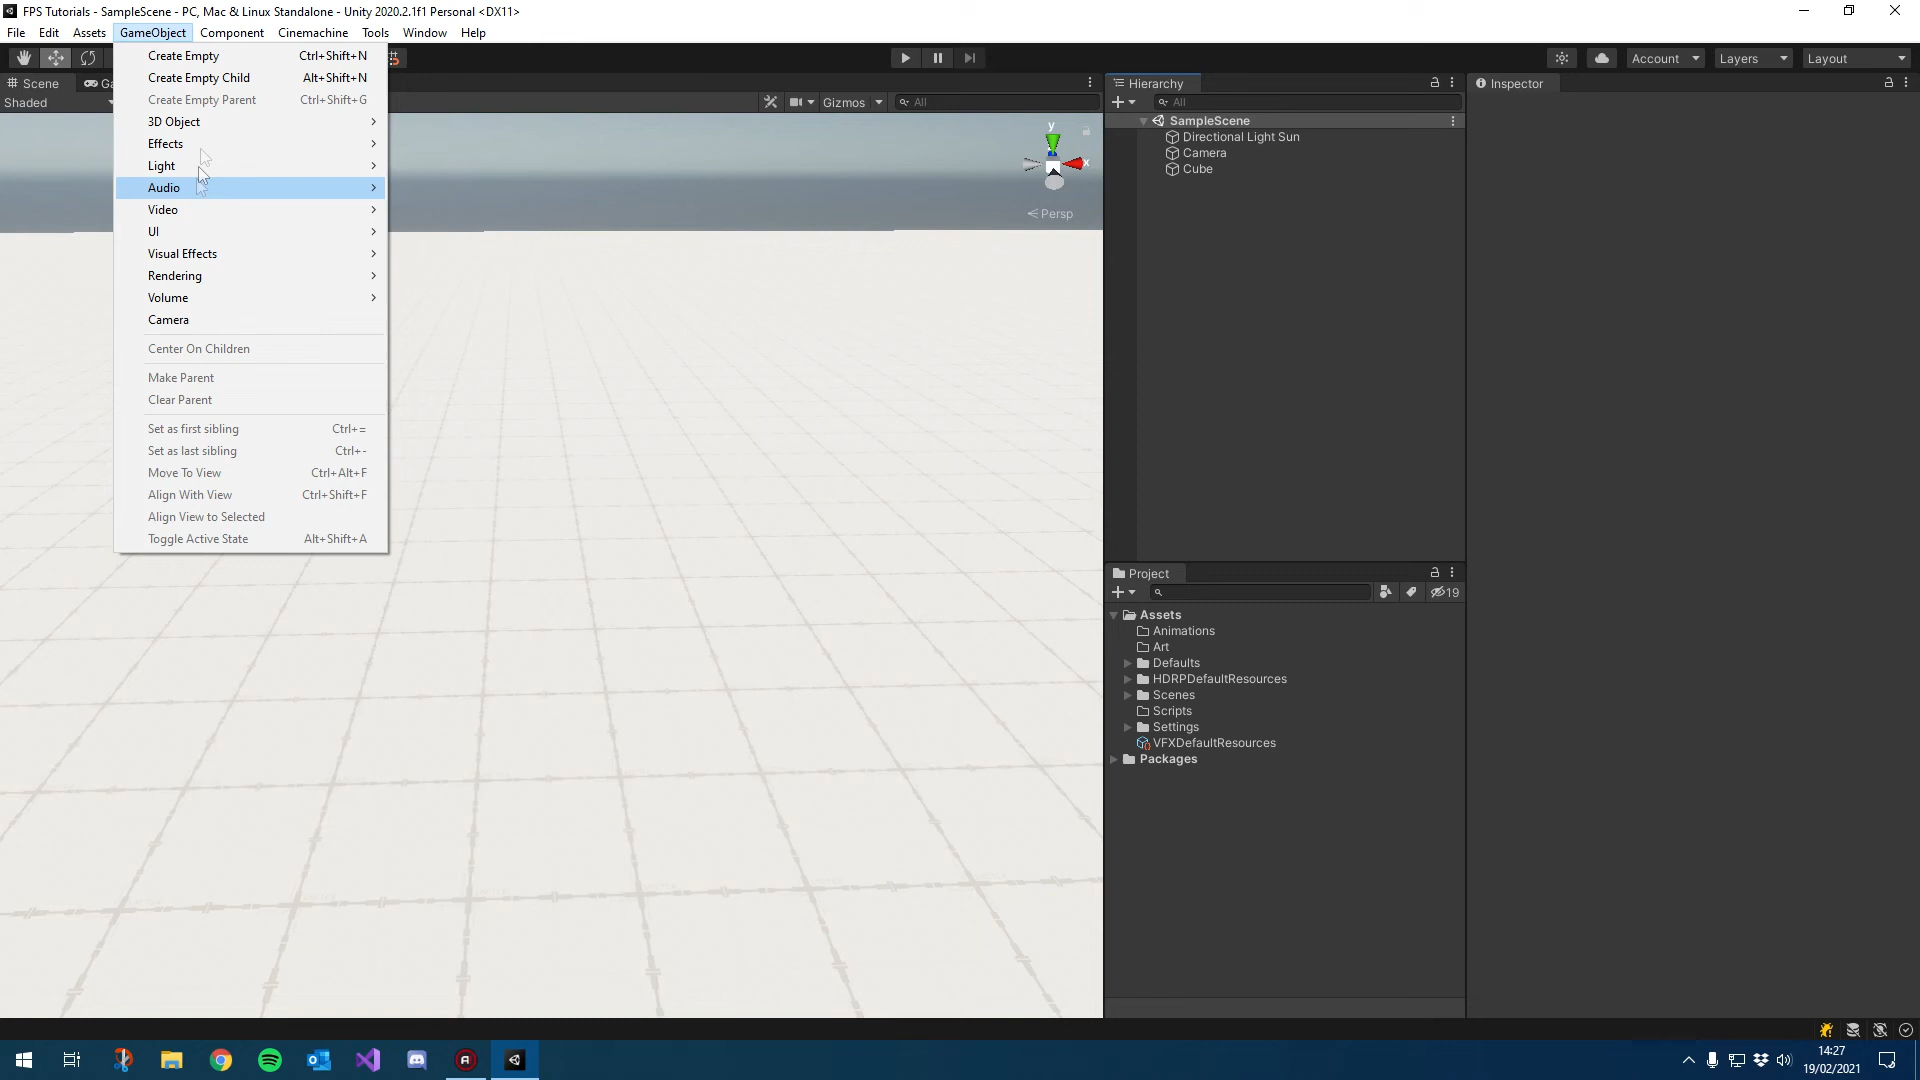 FPS Tutorials - SampleScene - PC, Mac & Linux Standalone - Unity 2020.2.1f1 Personal <DX11>
File Edit Assets GameObject Component Cinemachine Tools Window Help
Account Layers Layout
Scene
Shaded
Gizmos All
Create Empty Ctrl+Shift+N
Create Empty Child Alt+Shift+N
Create Empty Parent Ctrl+Shift+G
3D Object
Effects
Light
Audio
Video
UI
Visual Effects
Rendering
Volume
Camera
Center On Children
Make Parent
Clear Parent
Set as first sibling Ctrl+=
Set as last sibling Ctrl+-
Move To View Ctrl+Alt+F
Align With View Ctrl+Shift+F
Align View to Selected
Toggle Active State Alt+Shift+A
y
x
Persp
Hierarchy
All
SampleScene
Directional Light Sun
Camera
Cube
Project
19
Assets
Animations
Art
Defaults
HDRPDefaultResources
Scenes
Scripts
Settings
VFXDefaultResources
Packages
Inspector
14:27
19/02/2021